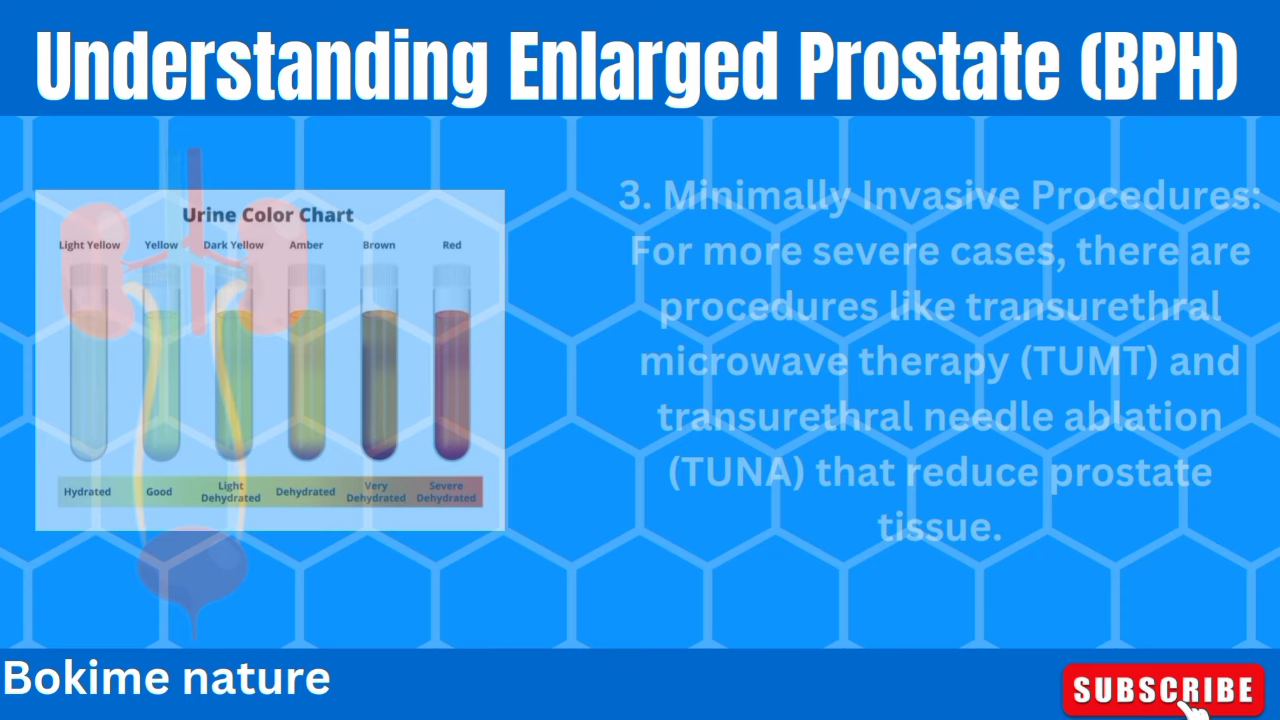 Understanding Enlarged Prostate (BPH)
Urine Color Chart
Light Yellow Yellow Dark Yellow Amber Brown Red
Hydrated Good Light Dehydrated Dehydrated Very Dehydrated Severe Dehydrated
3. Minimally Invasive Procedures:
For more severe cases, there are
procedures like transurethral
microwave therapy (TUMT) and
transurethral needle ablation
(TUNA) that reduce prostate
tissue.
Bokime nature
SUBSCRIBE